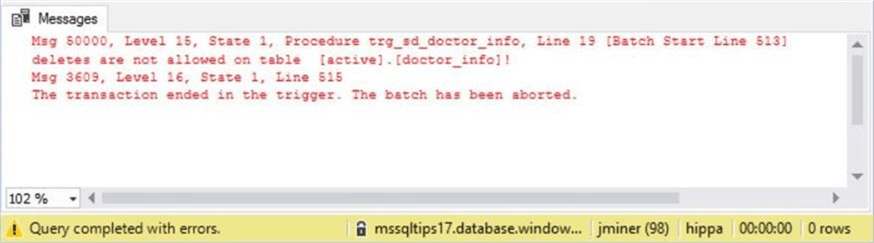 Messages
Msg 50000, Level 15, State 1, Procedure trg_sd_doctor_info, Line 19 [Batch Start Line 513]
deletes are not allowed on table  [active].[doctor_info]!
Msg 3609, Level 16, State 1, Line 515
The transaction ended in the trigger. The batch has been aborted.
102 %
Query completed with errors.
mssqltips17.database.window...
jminer (98)
hippa
00:00:00
0 rows